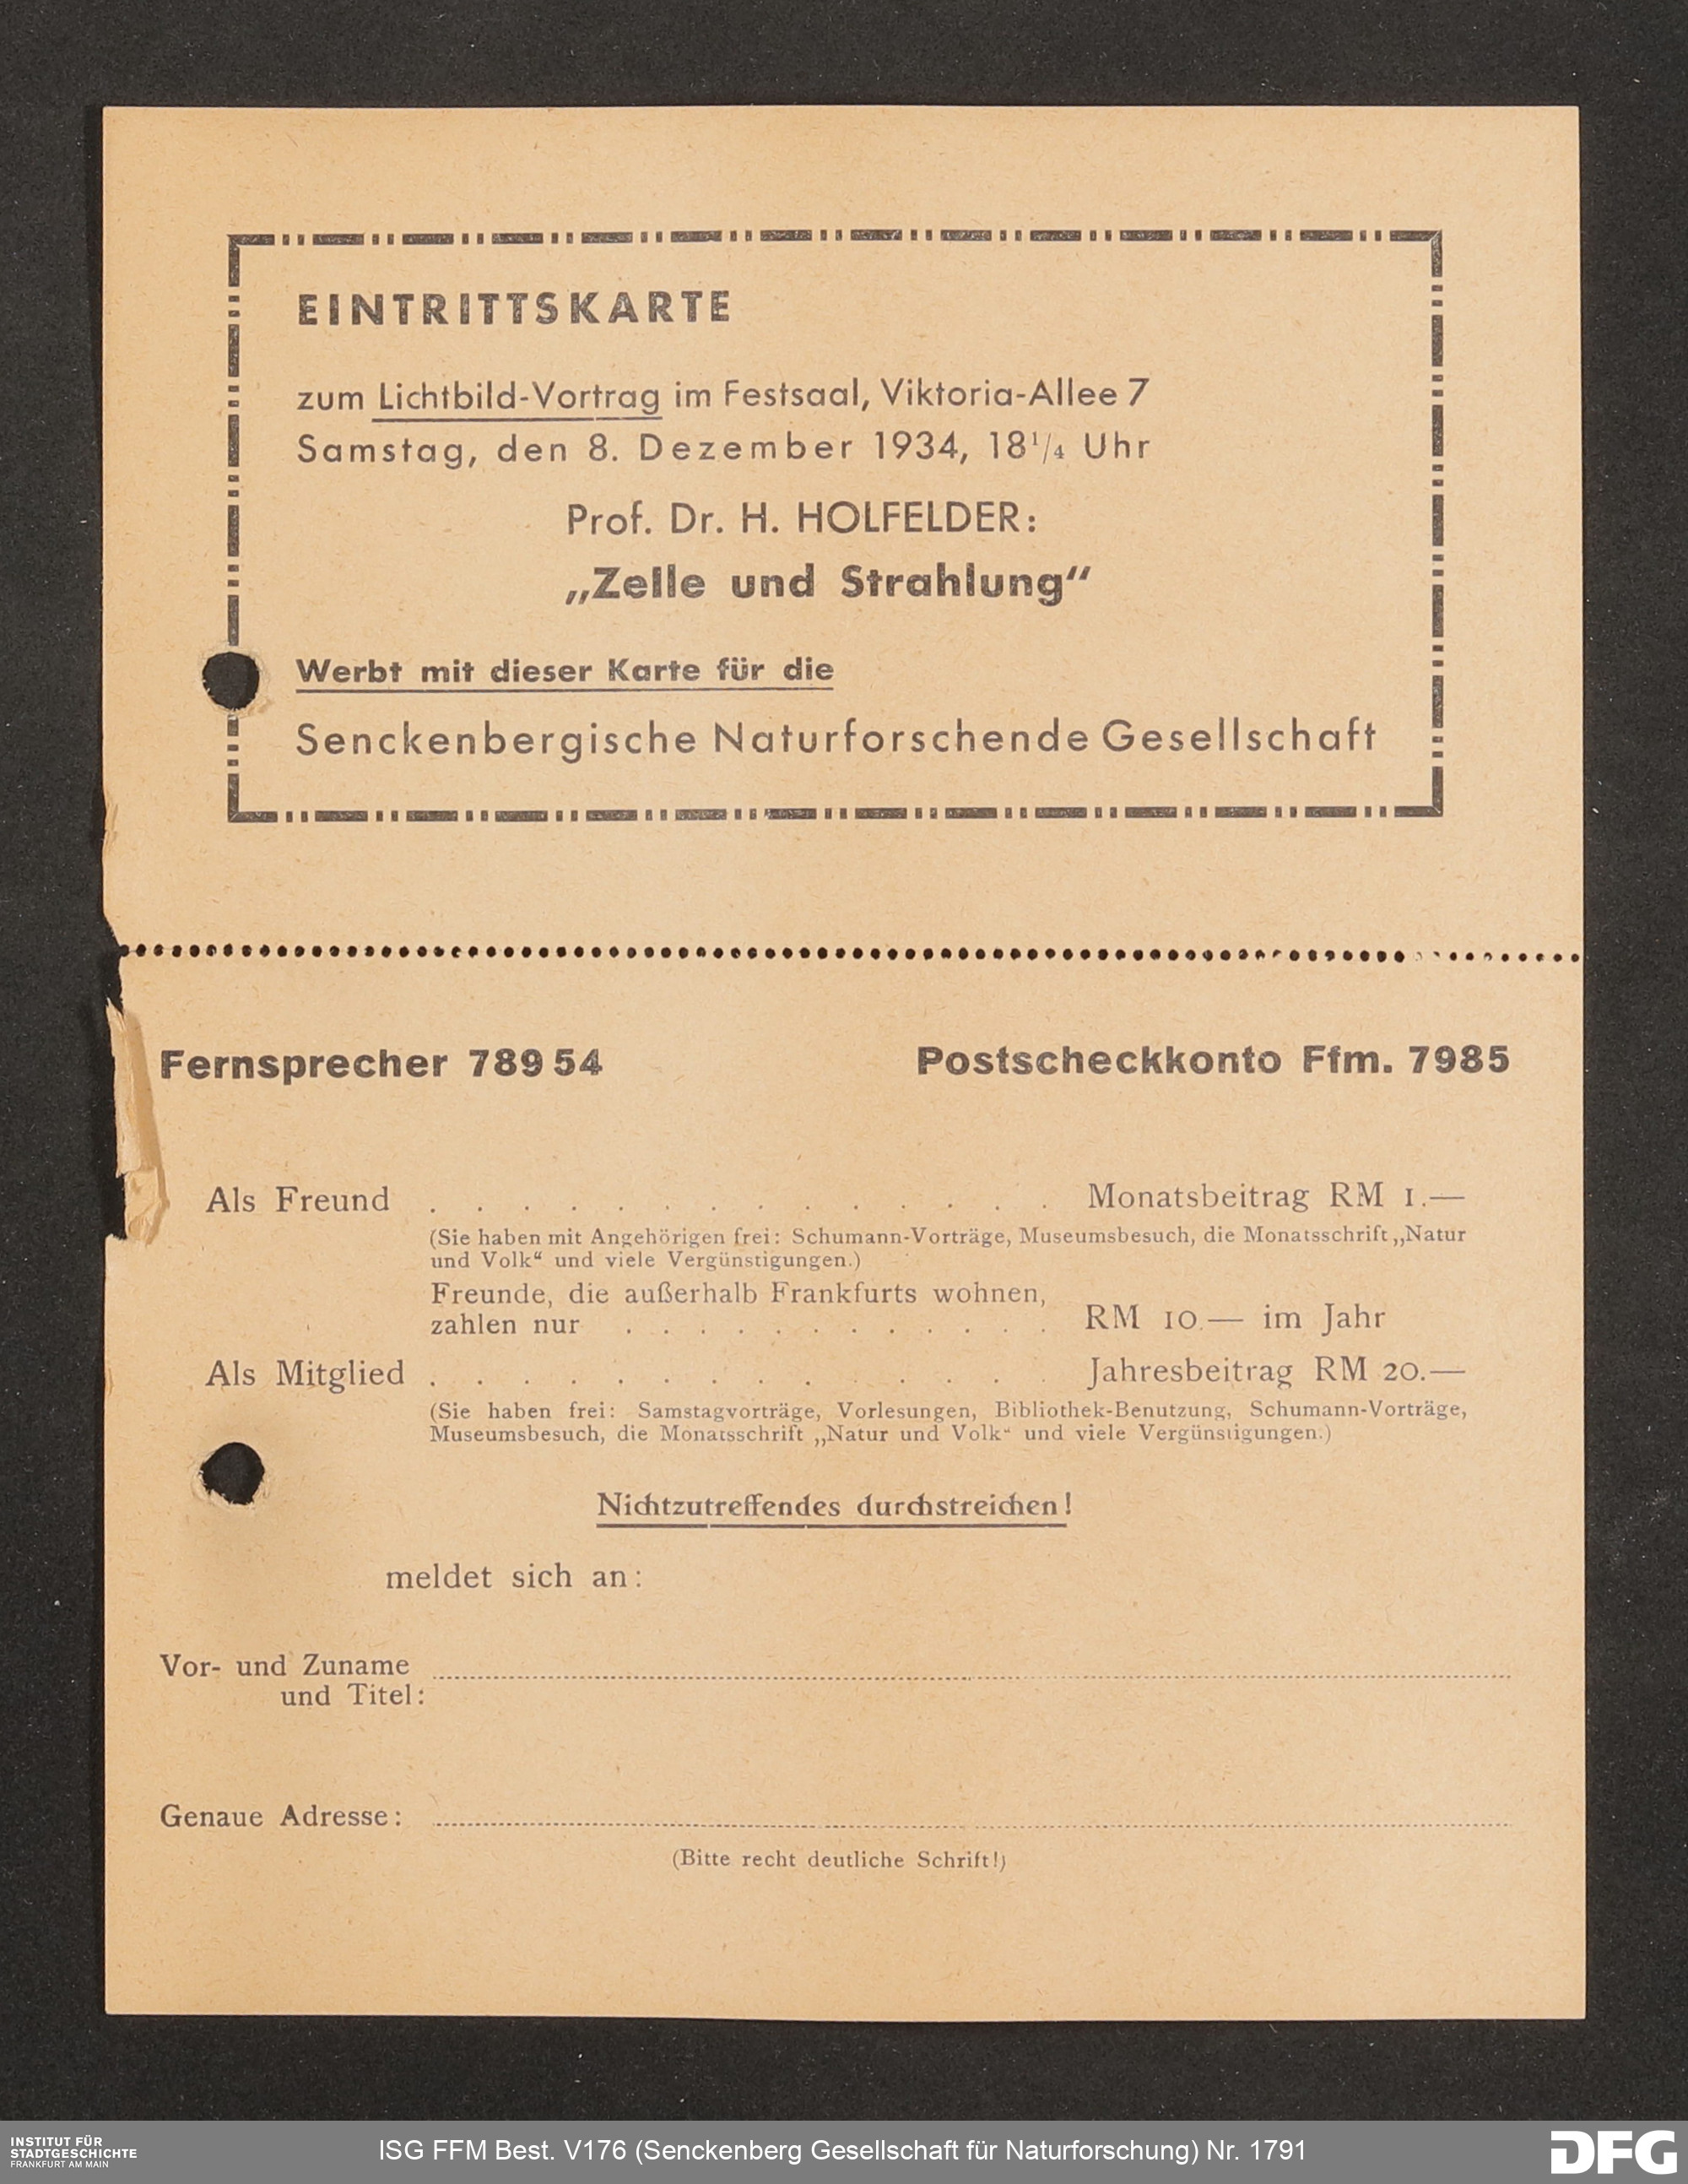 EINTRITTSKARTE
zum Lichtbild-Vortrag im Festsaal, Viktoria-Allee 7
Samstag, den 8. Dezember 1934, 18¹/₄ Uhr
Prof. Dr. H. HOLFELDER:
„Zelle und Strahlung“
Werbt mit dieser Karte für die
Senckenbergische Naturforschende Gesellschaft
Fernsprecher 789 54 Postscheckkonto Ffm. 7985
Als Freund . . . . . . . . . . . . . . Monatsbeitrag RM 1.—
(Sie haben mit Angehörigen frei: Schumann-Vorträge, Museumsbesuch, die Monatsschrift „Natur
und Volk“ und viele Vergünstigungen.)
Freunde, die außerhalb Frankfurts wohnen,
zahlen nur . . . . . . . . . . . . RM 10.— im Jahr
Als Mitglied . . . . . . . . . . . . . . Jahresbeitrag RM 20.—
(Sie haben frei: Samstagvorträge, Vorlesungen, Bibliothek-Benutzung, Schumann-Vorträge,
Museumsbesuch, die Monatsschrift „Natur und Volk“ und viele Vergünstigungen.)
Nichtzutreffendes durchstreichen!
meldet sich an:
Vor- und Zuname
und Titel:
Genaue Adresse:
(Bitte recht deutliche Schrift!)
INSTITUT FÜR
STADTGESCHICHTE
FRANKFURT AM MAIN
ISG FFM Best. V176 (Senckenberg Gesellschaft für Naturforschung) Nr. 1791
DFG